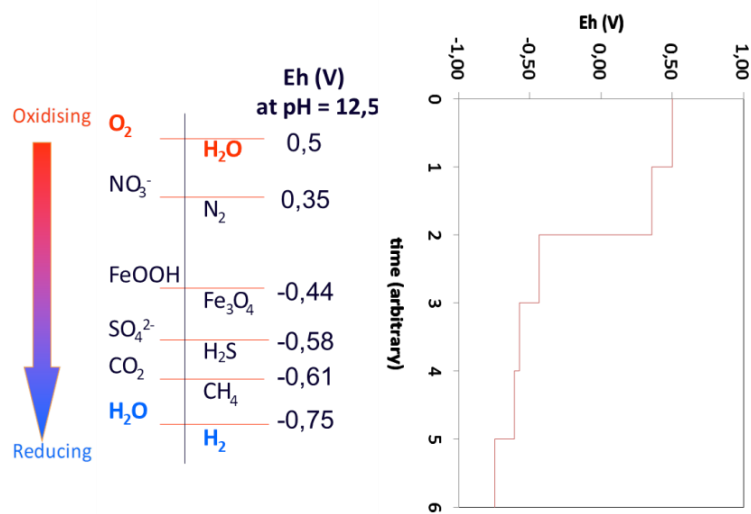 Eh (V)
at pH = 12,5
Oxidising
O₂
H₂O
0,5
NO₃⁻
N₂
0,35
FeOOH
Fe₃O₄
-0,44
SO₄²⁻
H₂S
-0,58
CO₂
CH₄
-0,61
H₂O
H₂
-0,75
Reducing
Eh (V)
-1,00
-0,50
0,00
0,50
1,00
0
1
2
3
4
5
6
time (arbitrary)